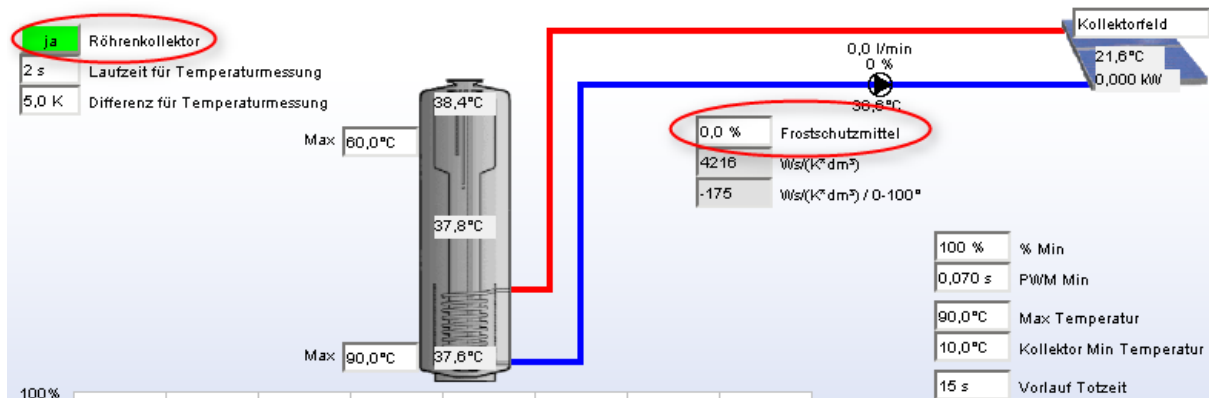 ja Röhrenkollektor
2 s Laufzeit für Temperaturmessung
5,0 K Differenz für Temperaturmessung
Kollektorfeld
21,6°C
0,000 kW
0,0 l/min
0 %
38,6°C
38,4°C
Max 60,0°C
0,0 % Frostschutzmittel
4216 Ws/(K*dm³)
-175 Ws/(K*dm³) / 0-100°
37,8°C
100 % % Min
0,070 s PWM Min
90,0°C Max Temperatur
10,0°C Kollektor Min Temperatur
Max 90,0°C
37,6°C
15 s Vorlauf Totzeit
100%